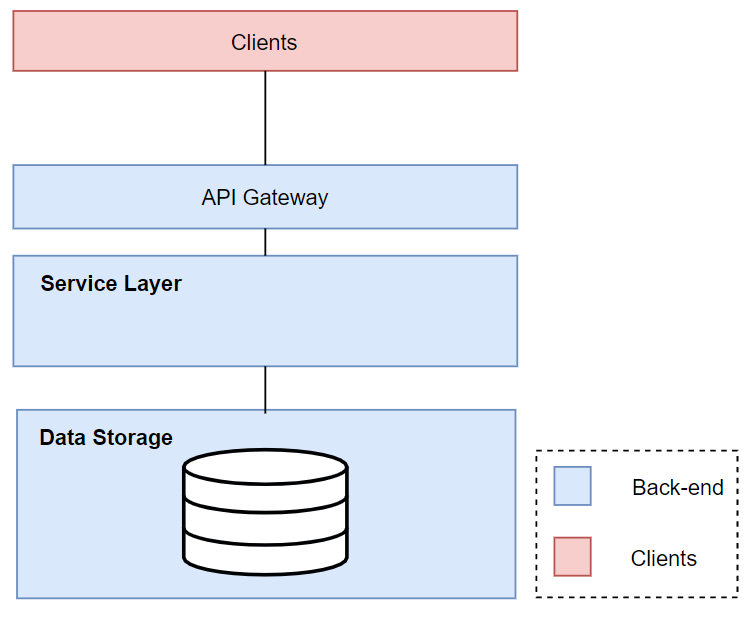 Clients
API Gateway
Service Layer
Data Storage
Back-end
Clients